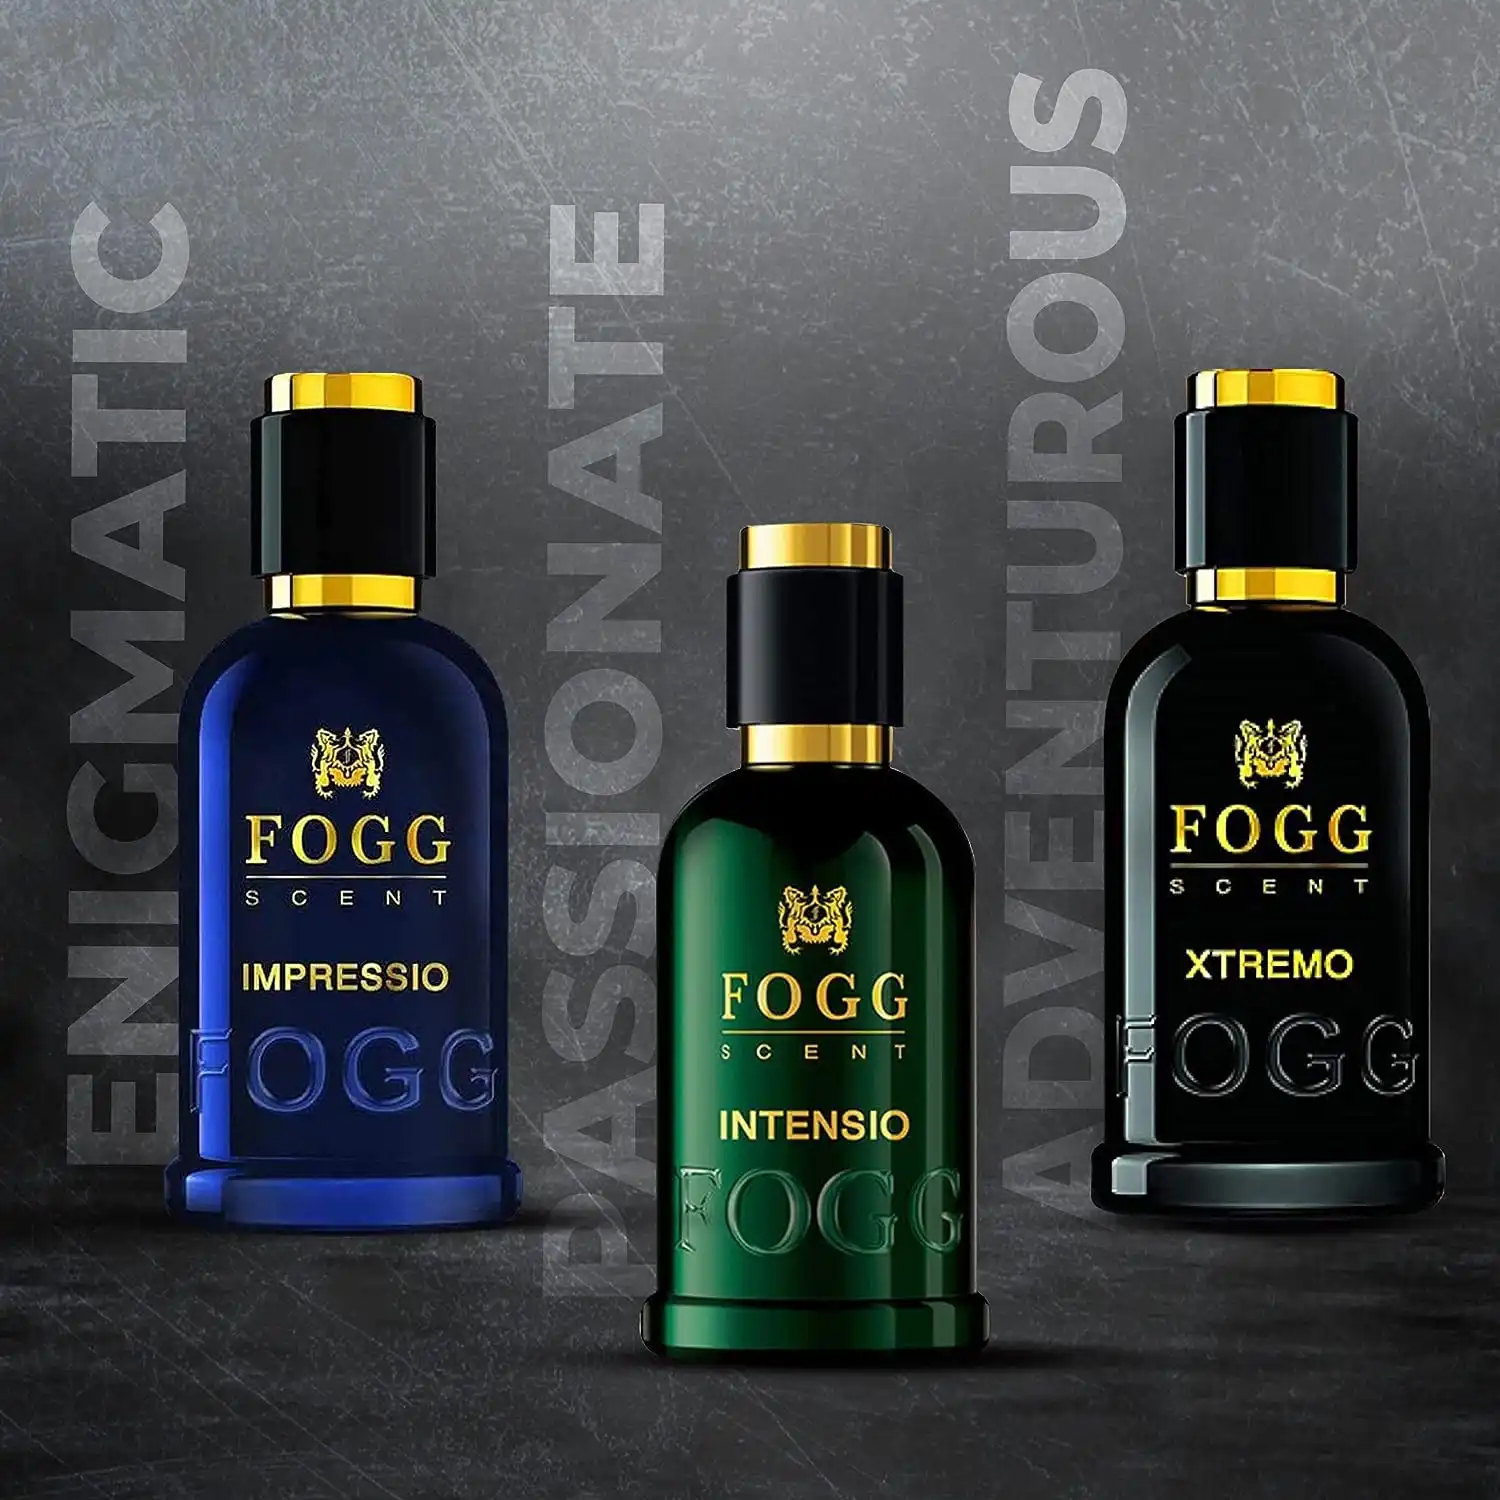 ENIGMATIC
FOGG
SCENT
IMPRESSIO
FOGG
PASSIONATE
FOGG
SCENT
INTENSIO
FOGG
ADVENTUROUS
FOGG
SCENT
XTREMO
FOGG